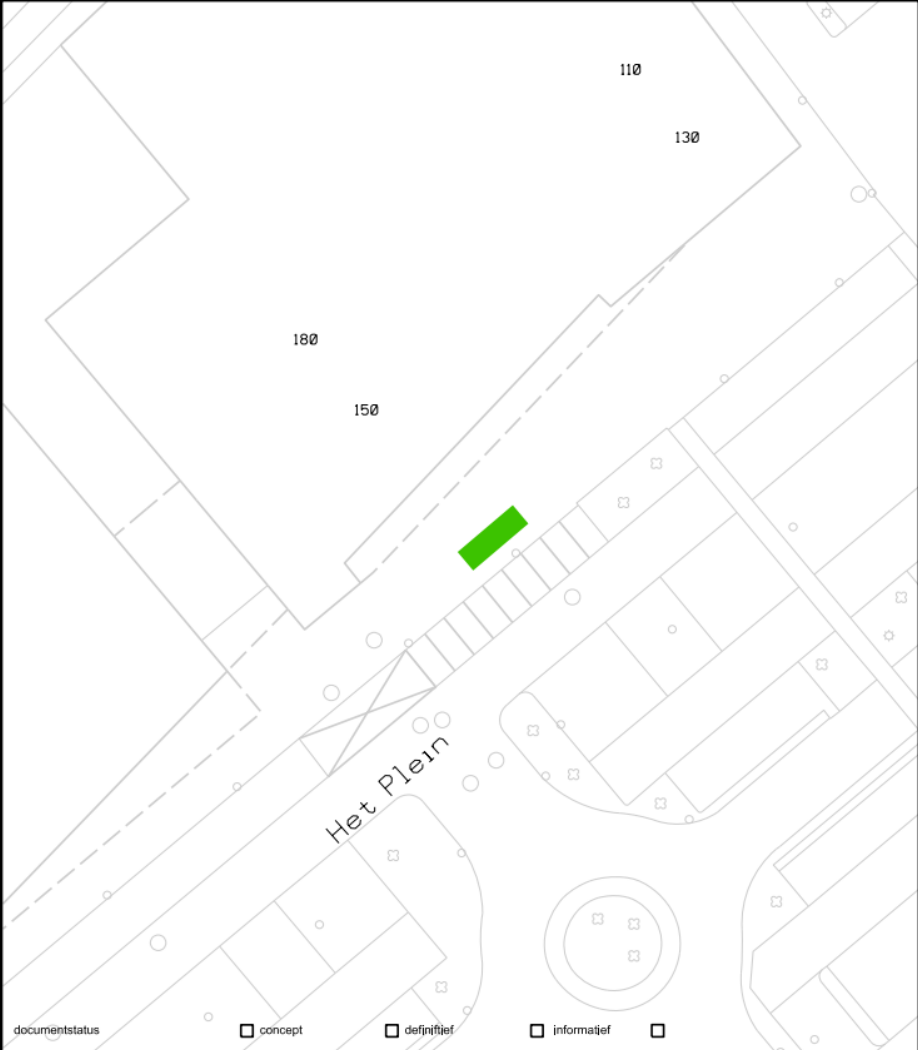 110
130
180
150
Het Plein
documentstatus concept definitief informatief